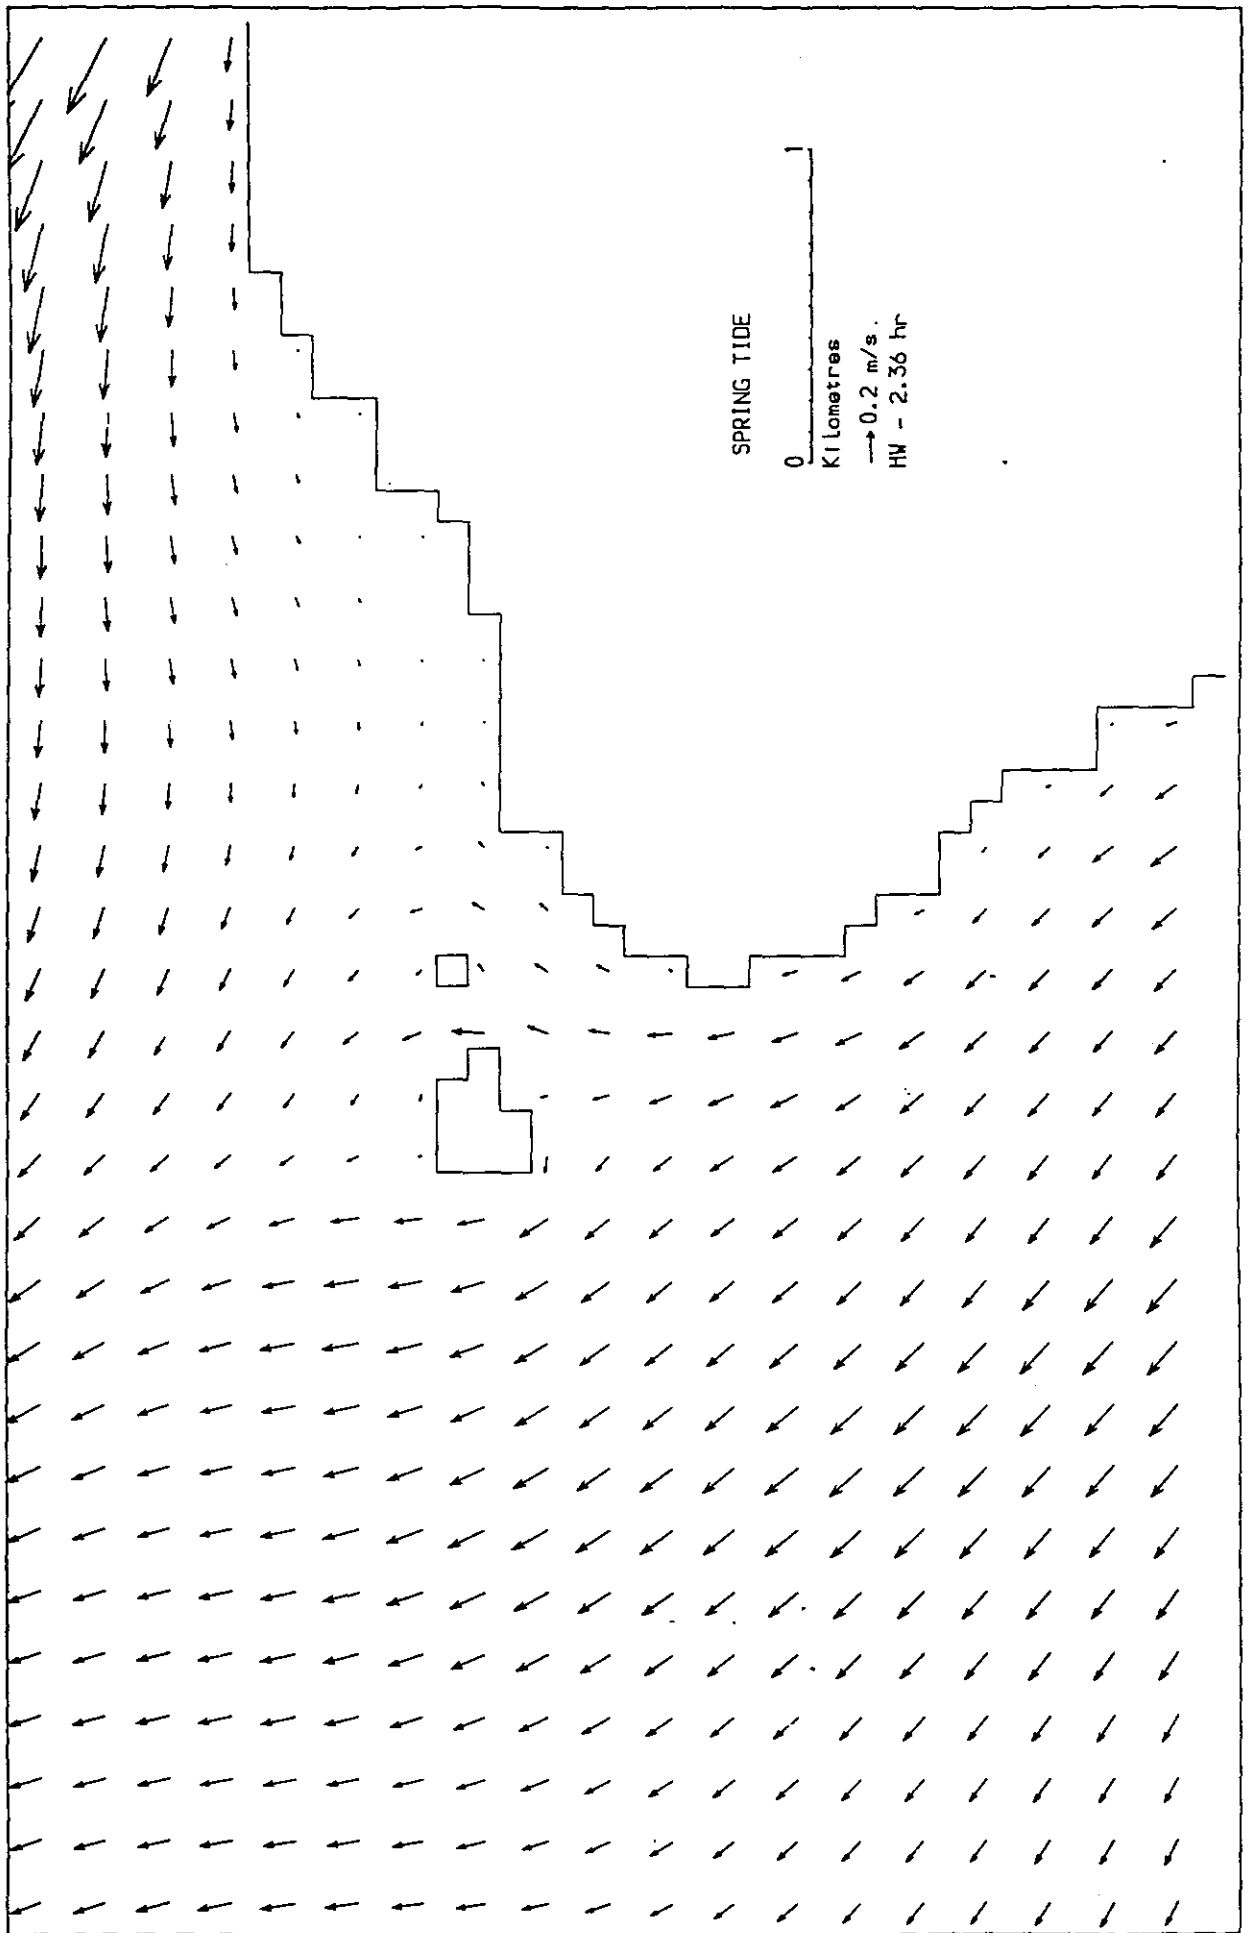 SPRING TIDE
0 1
Kilometres
→ 0.2 m/s.
HW - 2.36 hr